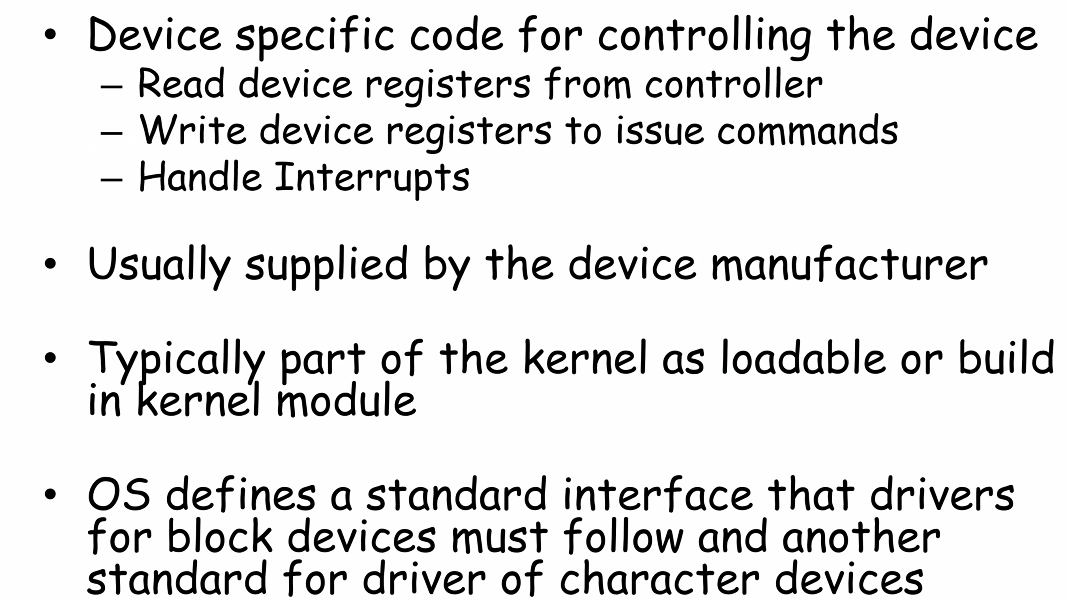 • Device specific code for controlling the device
– Read device registers from controller
– Write device registers to issue commands
– Handle Interrupts
• Usually supplied by the device manufacturer
• Typically part of the kernel as loadable or build
in kernel module
• OS defines a standard interface that drivers
for block devices must follow and another
standard for driver of character devices